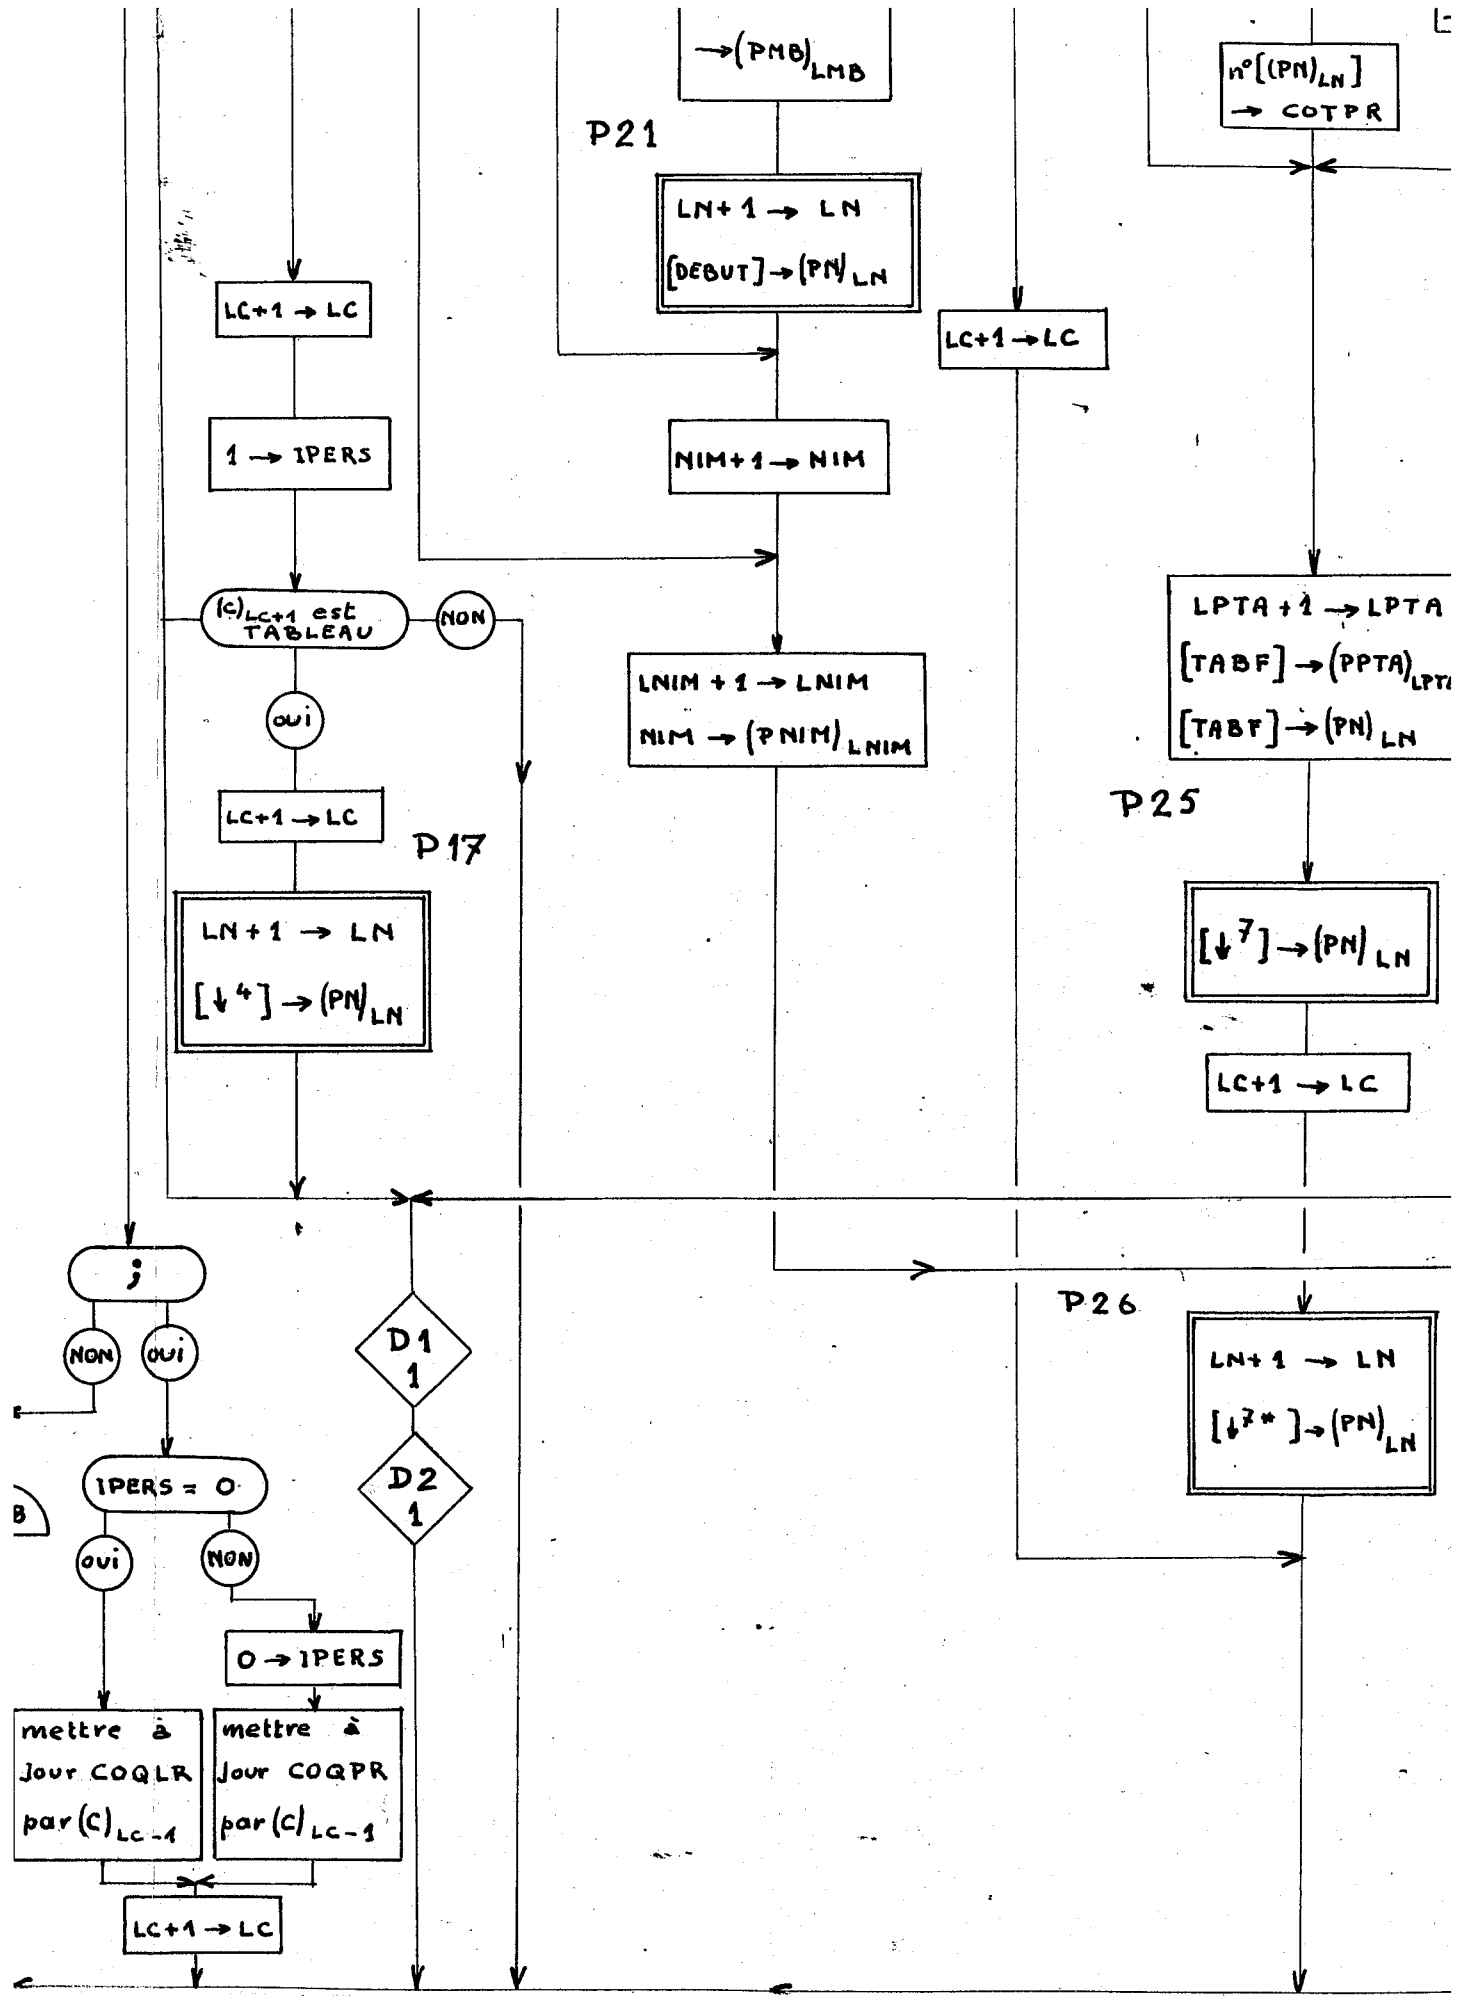 →(PMB)LMB
n°[(PN)LN]
→ COTPR
P21
LN+1 → LN
[DEBUT]→(PN)LN
LC+1→LC
LC+1→LC
1→IPERS
NIM+1→NIM
(C)LC+1 est
TABLEAU
NON
OUI
LNIM+1→LNIM
NIM→(PNIM)LNIM
LPTA+1→LPTA
[TABF]→(PPTA)LPTA
[TABF]→(PN)LN
LC+1→LC
P17
P25
LN+1 → LN
[↓4]→(PN)LN
[↓7]→(PN)LN
LC+1→LC
;
NON
OUI
P26
D1
1
LN+1 → LN
[↓7*]→(PN)LN
IPERS = 0
D2
1
B
OUI
NON
0→IPERS
mettre à
Jour COQLR
par(C)LC-1
mettre à
Jour COQPR
par(C)LC-1
LC+1→LC